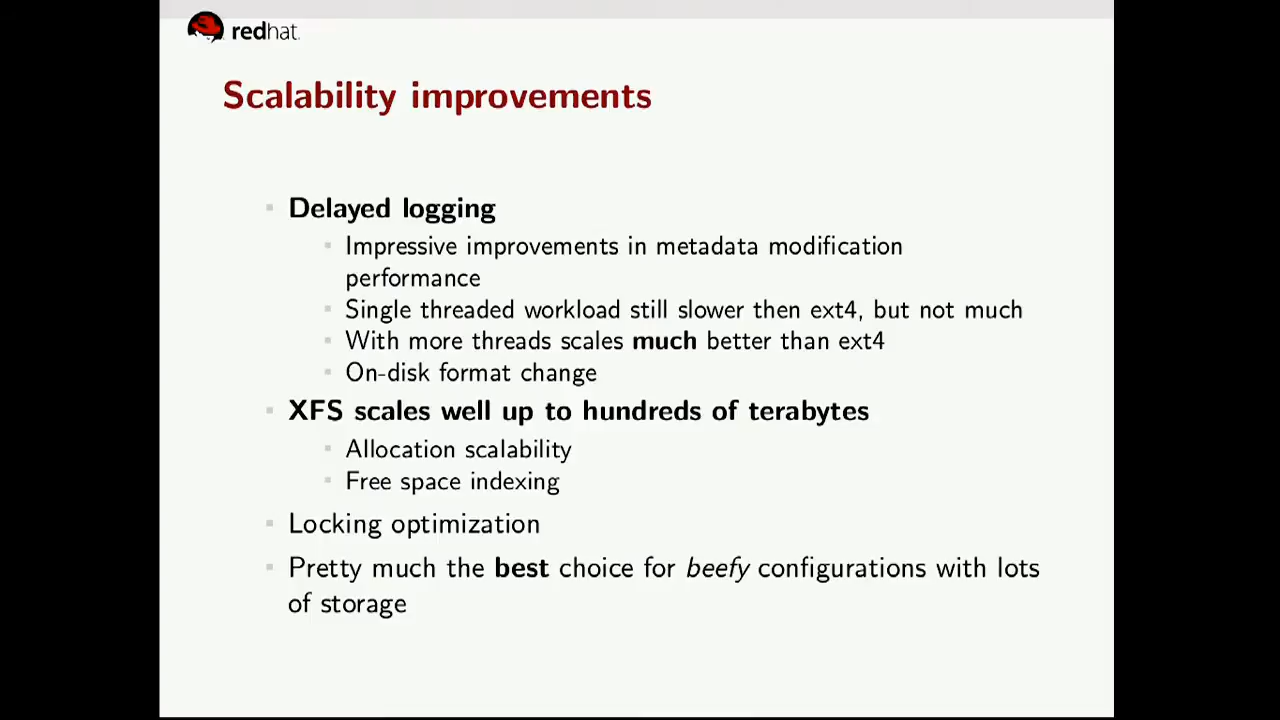 redhat.
Scalability improvements
Delayed logging
Impressive improvements in metadata modification
performance
Single threaded workload still slower then ext4, but not much
With more threads scales much better than ext4
On-disk format change
XFS scales well up to hundreds of terabytes
Allocation scalability
Free space indexing
Locking optimization
Pretty much the best choice for beefy configurations with lots
of storage